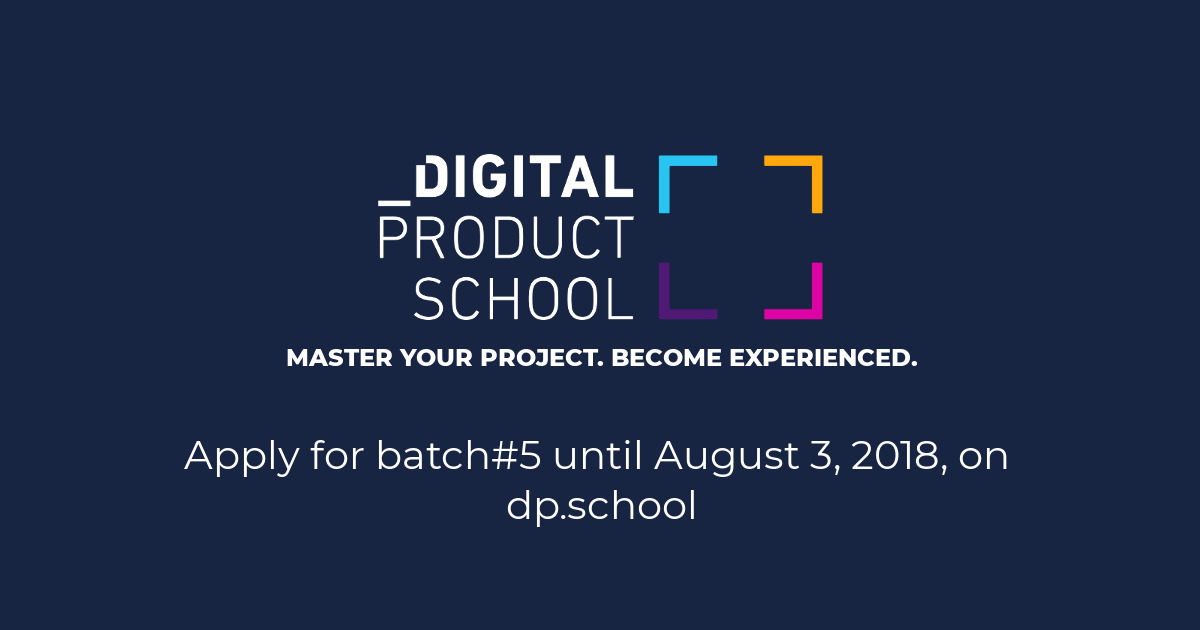 _DIGITAL
PRODUCT
SCHOOL
MASTER YOUR PROJECT. BECOME EXPERIENCED.
Apply for batch#5 until August 3, 2018, on
dp.school